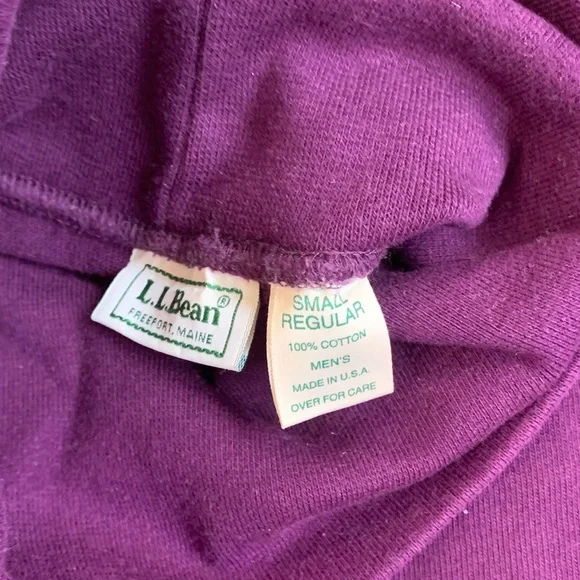 L.L.Bean®
FREEPORT, MAINE
SMALL
REGULAR
100% COTTON
MEN'S
MADE IN U.S.A.
OVER FOR CARE